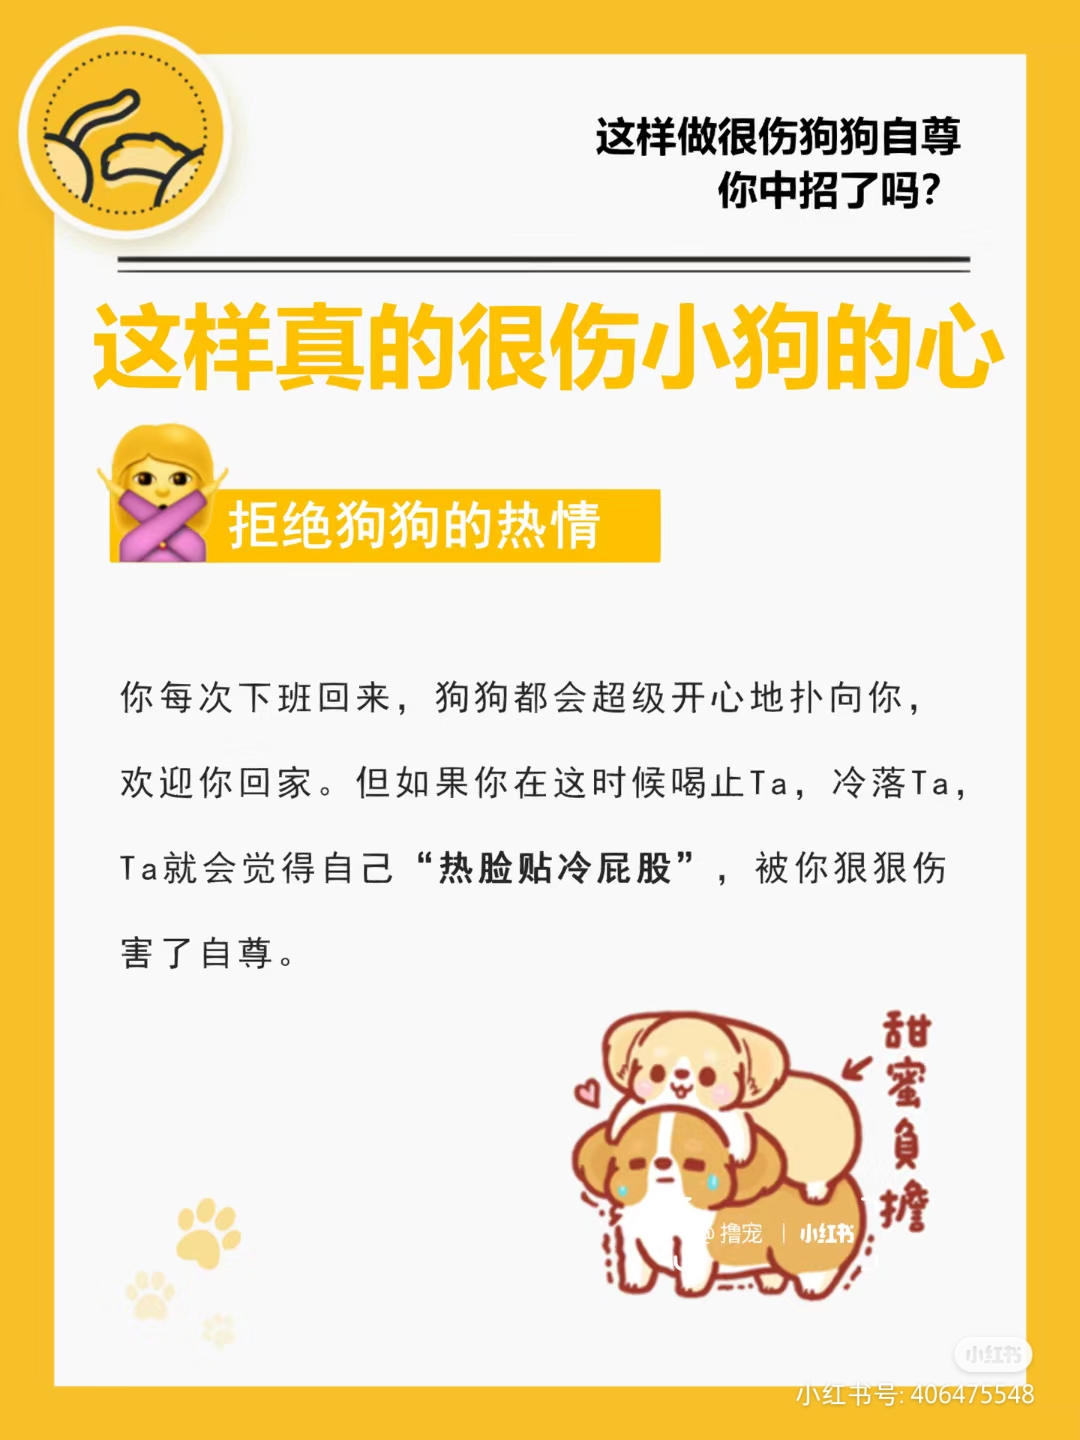 这样做很伤狗狗自尊
你中招了吗？
这样真的很伤小狗的心
拒绝狗狗的热情
你每次下班回来，狗狗都会超级开心地扑向你，
欢迎你回家。但如果你在这时候喝止Ta，冷落Ta，
Ta就会觉得自己“热脸贴冷屁股”，被你狠狠伤
害了自尊。
甜蜜負擔
@撸宠 | 小红书
小红书
小红书号: 406475548